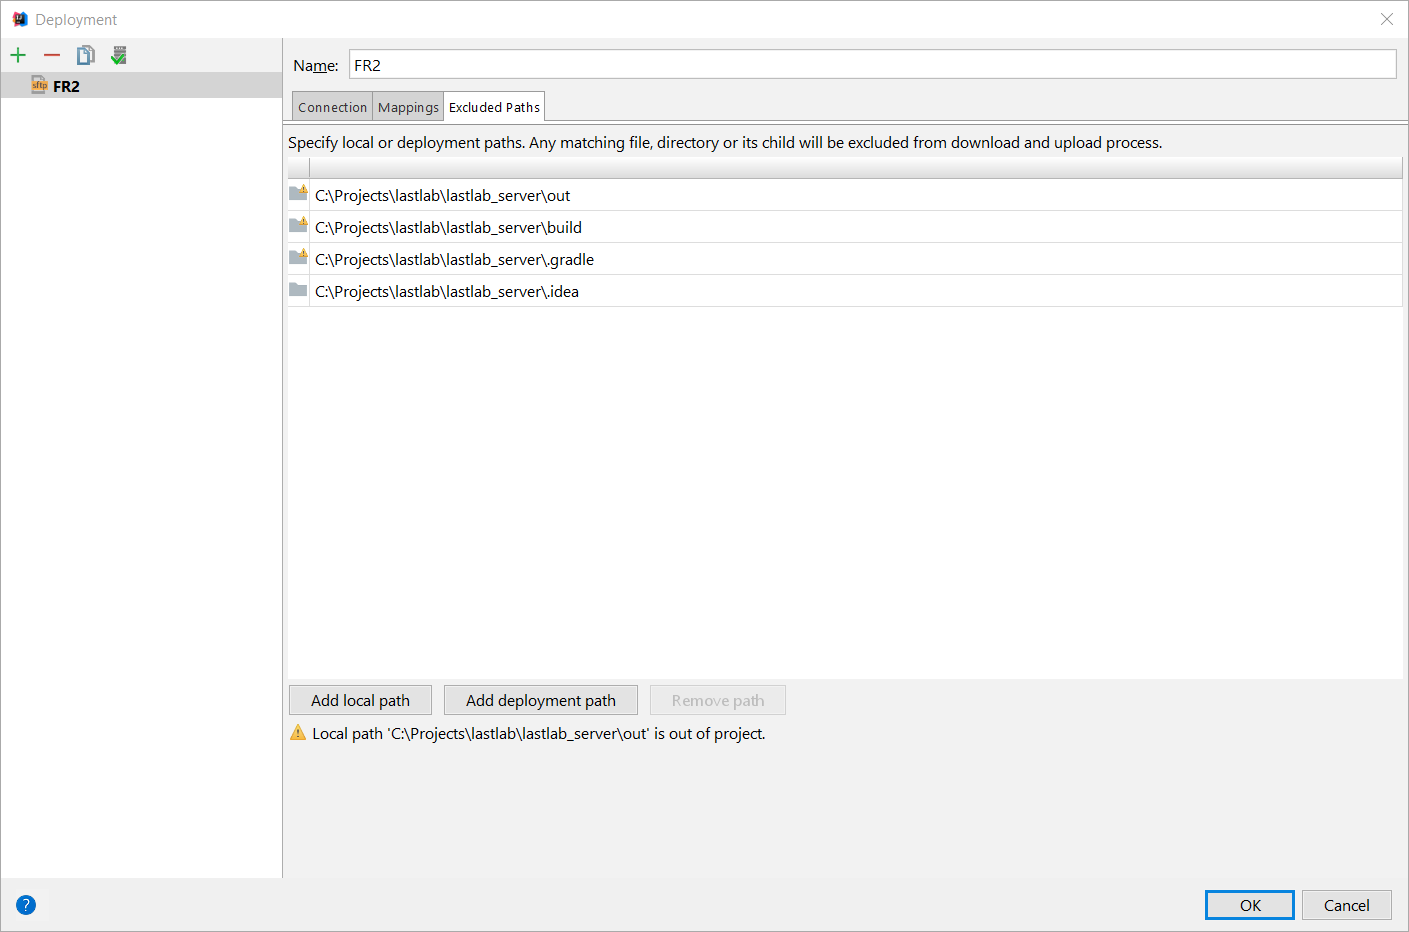 Deployment
sftp FR2
Name: FR2
Connection Mappings Excluded Paths
Specify local or deployment paths. Any matching file, directory or its child will be excluded from download and upload process.
C:\Projects\lastlab\lastlab_server\out
C:\Projects\lastlab\lastlab_server\build
C:\Projects\lastlab\lastlab_server\.gradle
C:\Projects\lastlab\lastlab_server\.idea
Add local path Add deployment path Remove path
Local path 'C:\Projects\lastlab\lastlab_server\out' is out of project.
? OK Cancel